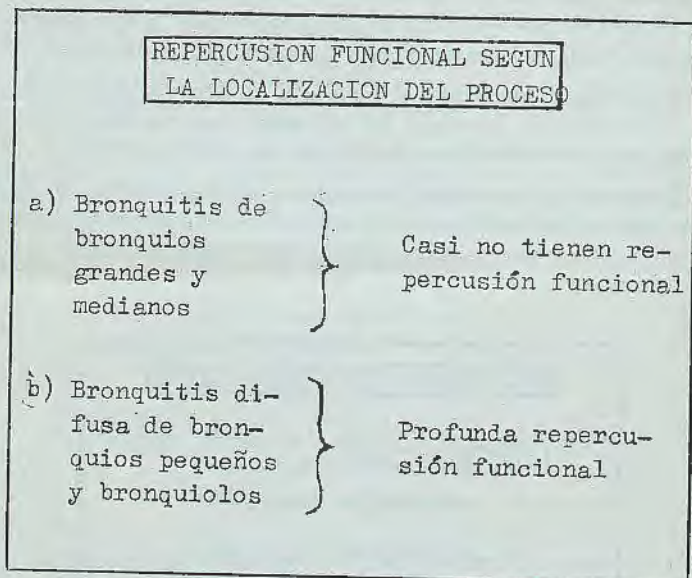 REPERCUSION FUNCIONAL SEGUN
LA LOCALIZACION DEL PROCESO
a) Bronquitis de
bronquios
grandes y
medianos
Casi no tienen re-
percusión funcional
b) Bronquitis di-
fusa de bron-
quios pequeños
y bronquiolos
Profunda repercu-
sión funcional